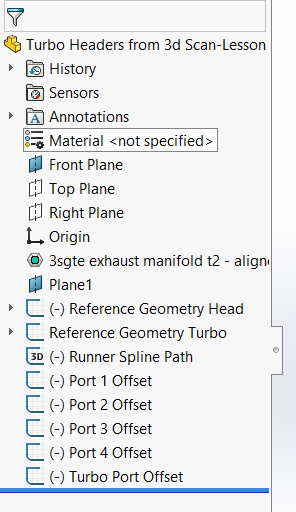 Turbo Headers from 3d Scan-Lesson
History
Sensors
Annotations
Material <not specified>
Front Plane
Top Plane
Right Plane
Origin
3sgte exhaust manifold t2 - aligne
Plane1
(-) Reference Geometry Head
Reference Geometry Turbo
3D (-) Runner Spline Path
(-) Port 1 Offset
(-) Port 2 Offset
(-) Port 3 Offset
(-) Port 4 Offset
(-) Turbo Port Offset